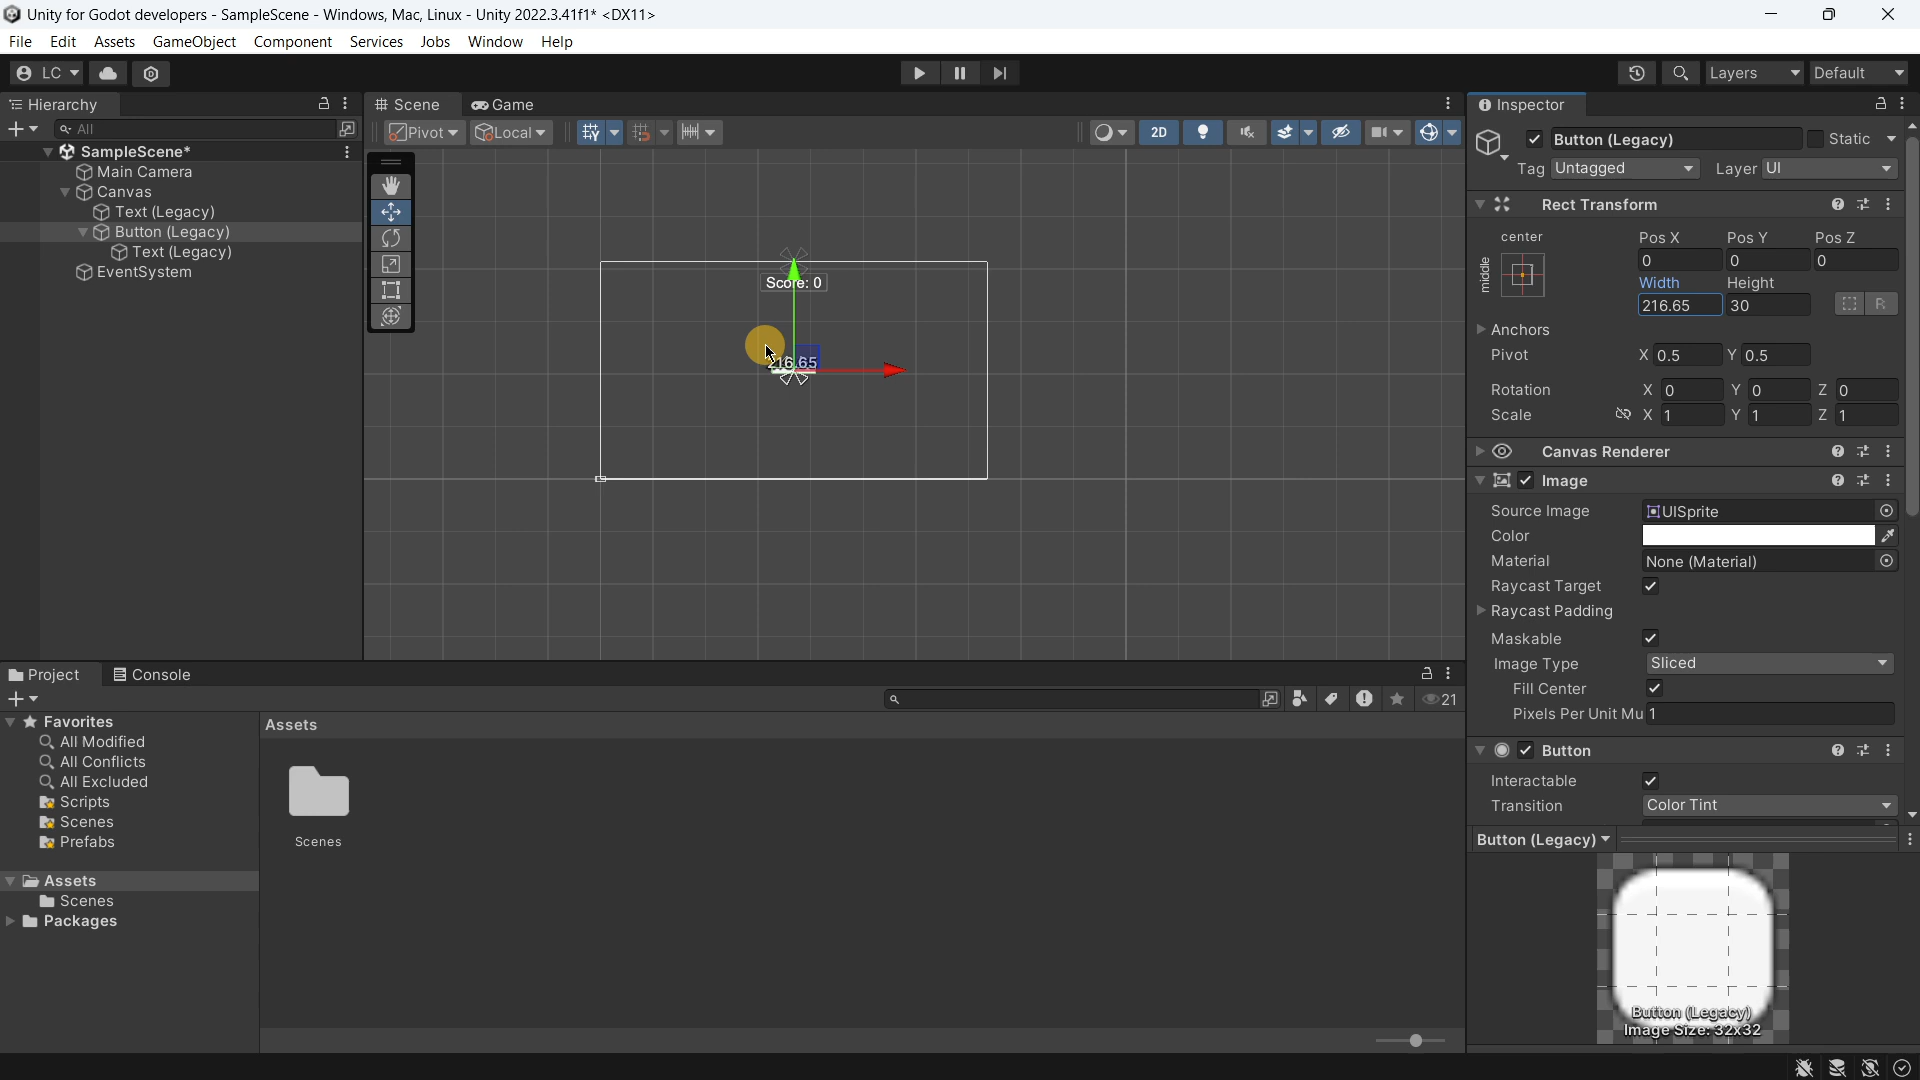 Unity for Godot developers - SampleScene - Windows, Mac, Linux - Unity 2022.3.41f1* <DX11>
File Edit Assets GameObject Component Services Jobs Window Help
LC Layers Default
Hierarchy
All
SampleScene*
Main Camera
Canvas
Text (Legacy)
Button (Legacy)
Text (Legacy)
EventSystem
Scene Game
Pivot Local 2D
Score: 0
216.65
Inspector
Button (Legacy) Static
Tag Untagged Layer UI
Rect Transform
center Pos X Pos Y Pos Z
middle 0 0 0
Width Height
216.65 30 R
Anchors
Pivot X 0.5 Y 0.5
Rotation X 0 Y 0 Z 0
Scale X 1 Y 1 Z 1
Canvas Renderer
Image
Source Image UISprite
Color
Material None (Material)
Raycast Target
Raycast Padding
Maskable
Image Type Sliced
Fill Center
Pixels Per Unit Mu 1
Button
Interactable
Transition Color Tint
Button (Legacy)
Button (Legacy)
Image Size: 32x32
Project Console
21
Favorites
All Modified
All Conflicts
All Excluded
Scripts
Scenes
Prefabs
Assets
Scenes
Packages
Assets
Scenes